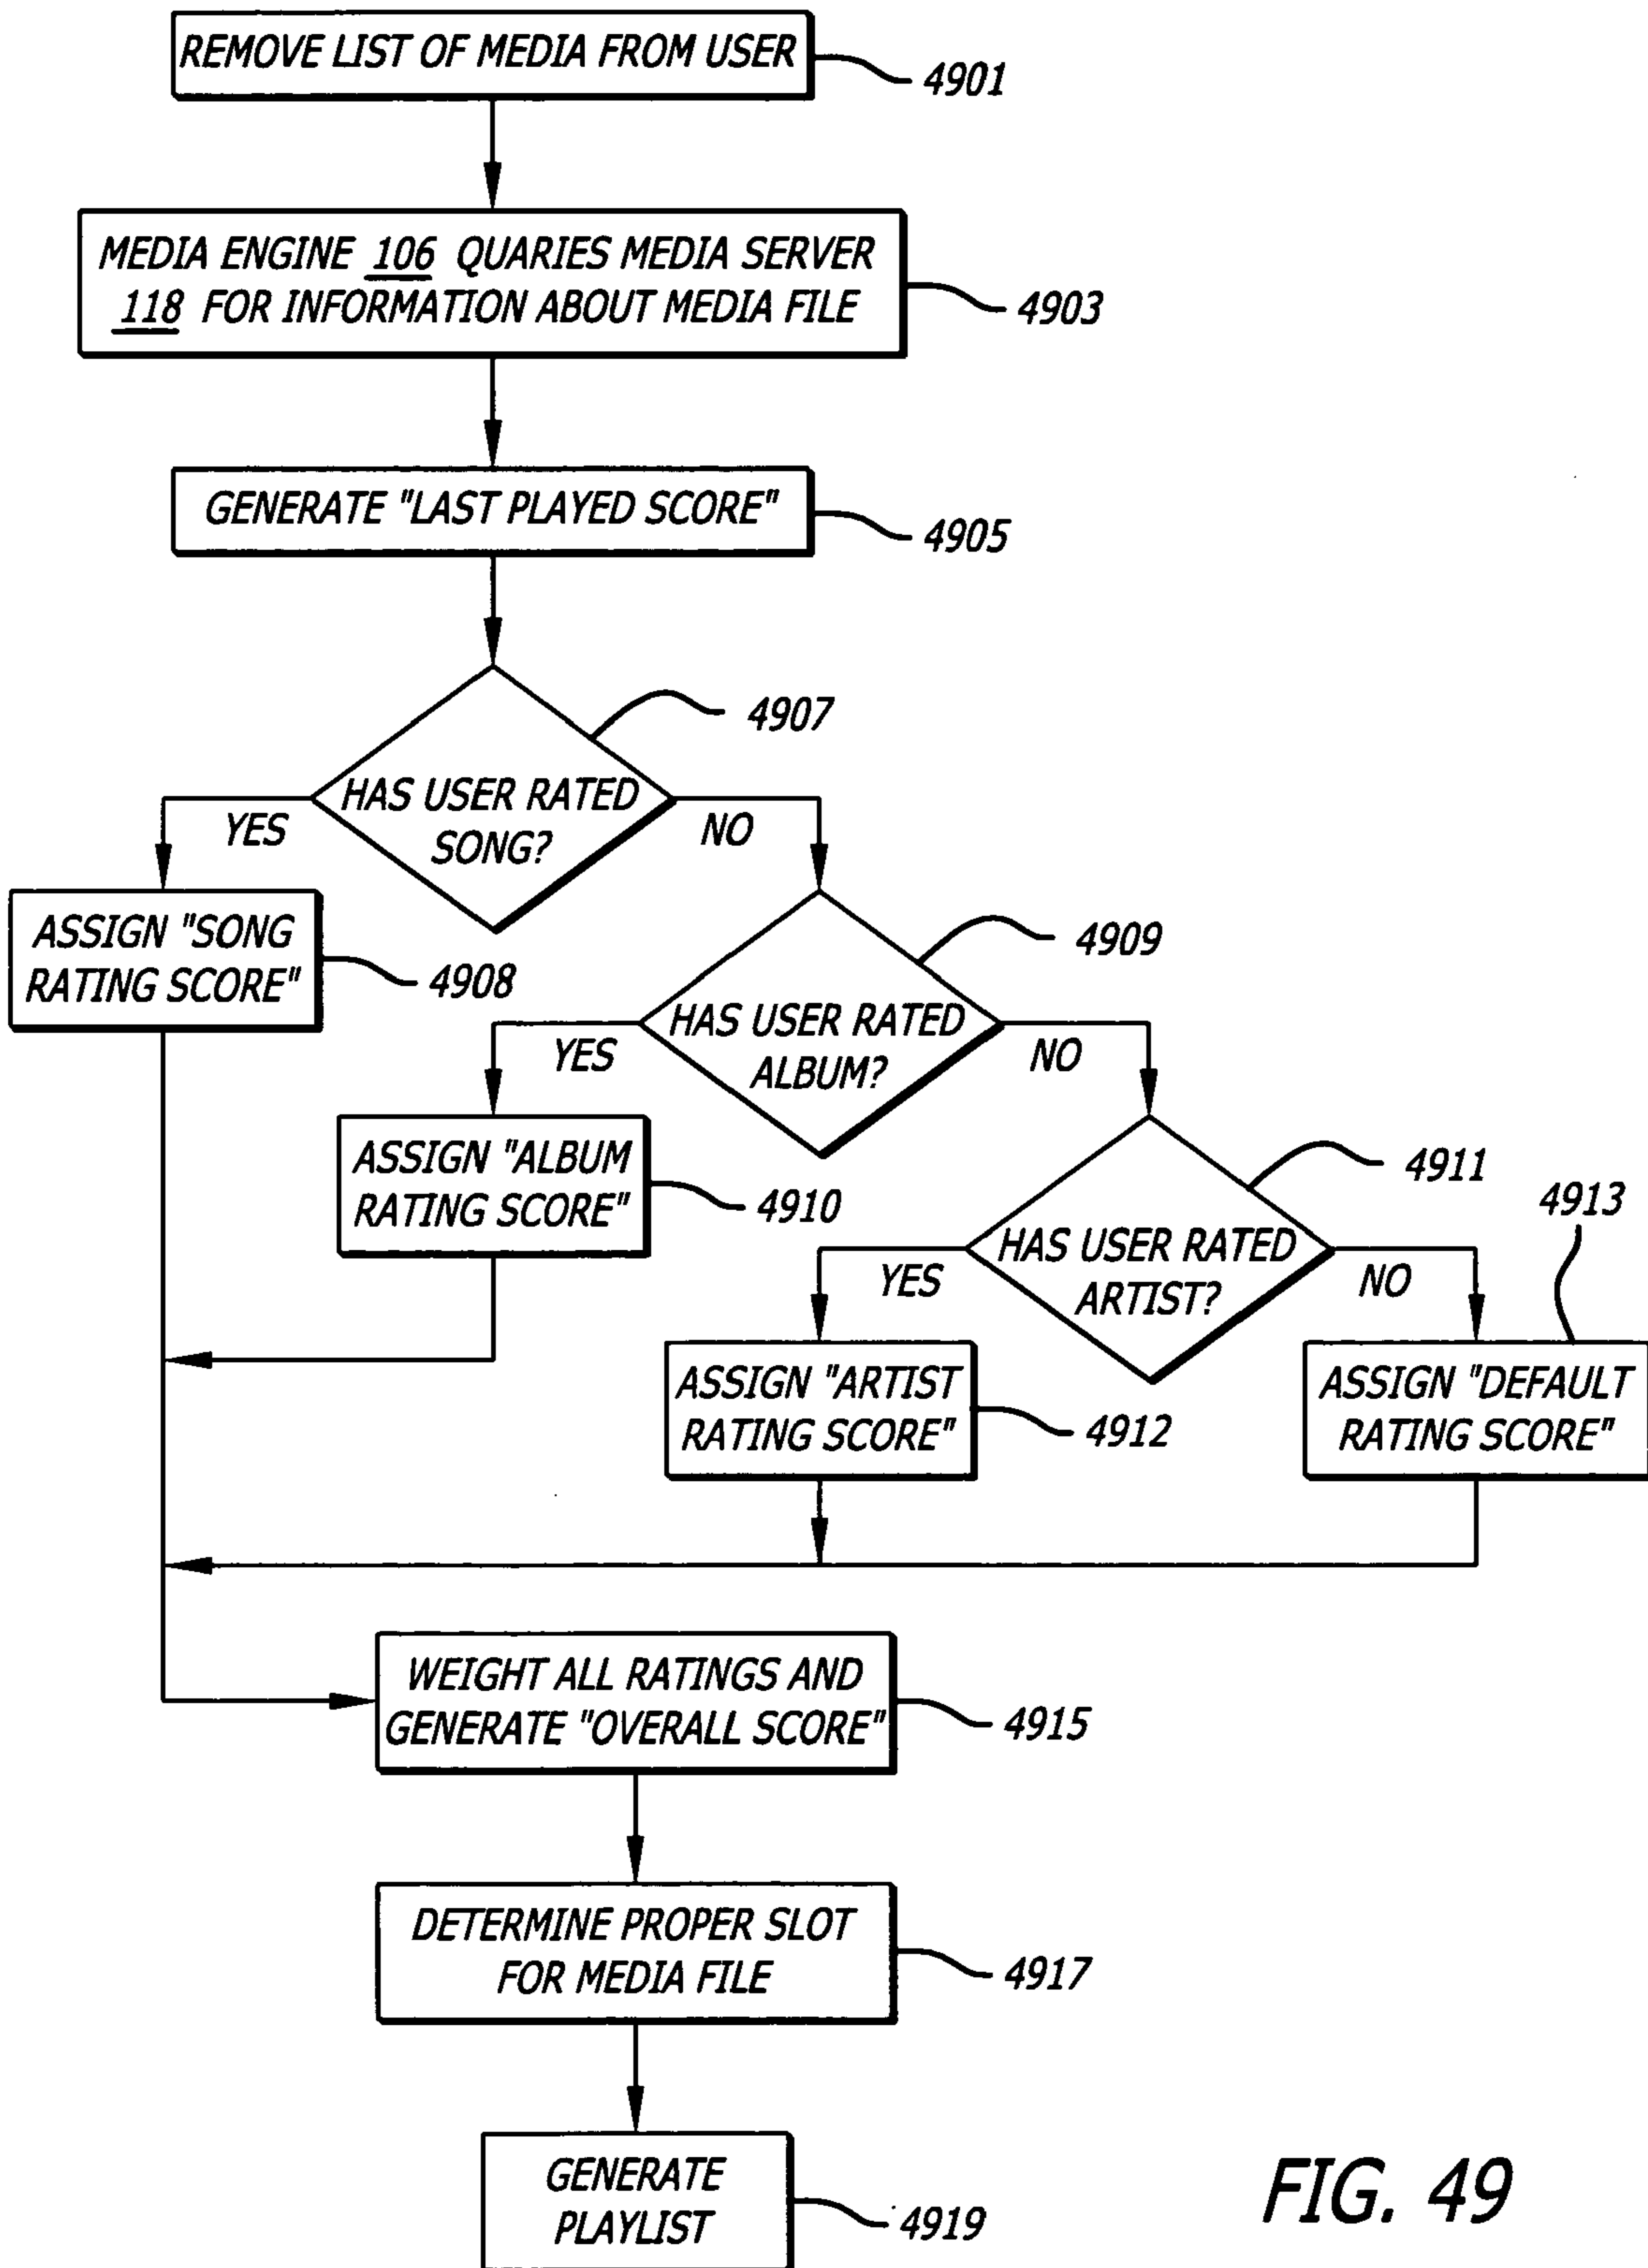 REMOVE LIST OF MEDIA FROM USER
4901
MEDIA ENGINE 106 QUARIES MEDIA SERVER
118 FOR INFORMATION ABOUT MEDIA FILE
4903
GENERATE "LAST PLAYED SCORE"
4905
4907
HAS USER RATED
SONG?
YES
NO
ASSIGN "SONG
RATING SCORE"
4908
4909
HAS USER RATED
ALBUM?
YES
NO
ASSIGN "ALBUM
RATING SCORE"
4910
4911
4913
HAS USER RATED
ARTIST?
YES
NO
ASSIGN "ARTIST
RATING SCORE"
4912
ASSIGN "DEFAULT
RATING SCORE"
WEIGHT ALL RATINGS AND
GENERATE "OVERALL SCORE"
4915
DETERMINE PROPER SLOT
FOR MEDIA FILE
4917
GENERATE
PLAYLIST
4919
FIG. 49